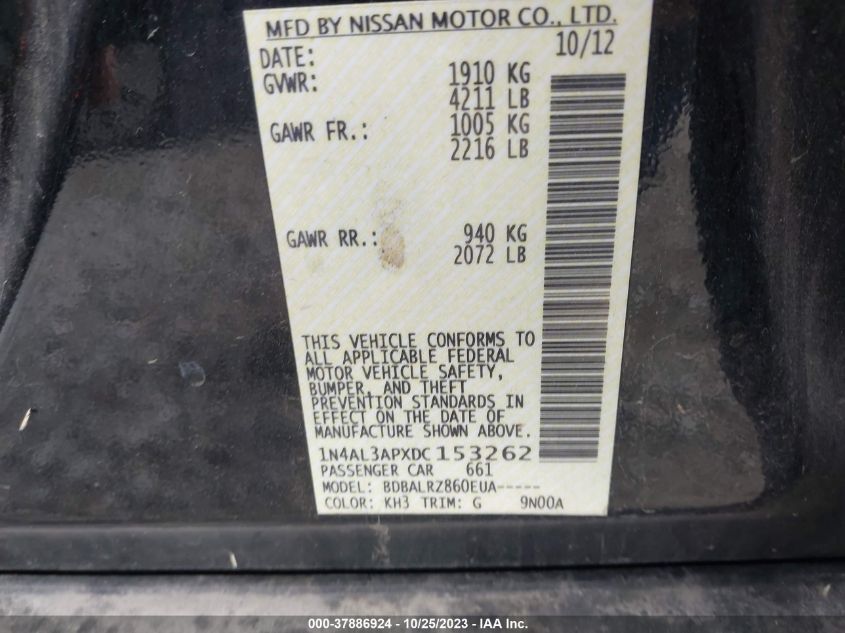 MFD BY NISSAN MOTOR CO., LTD.
DATE: 10/12
GVWR: 1910 KG
4211 LB
GAWR FR.: 1005 KG
2216 LB
GAWR RR.: 940 KG
2072 LB
THIS VEHICLE CONFORMS TO
ALL APPLICABLE FEDERAL
MOTOR VEHICLE SAFETY,
BUMPER, AND THEFT
PREVENTION STANDARDS IN
EFFECT ON THE DATE OF
MANUFACTURE SHOWN ABOVE.
1N4AL3APXDC153262
PASSENGER CAR 661
MODEL: BDBALRZ860EUA-----
COLOR: KH3 TRIM: G 9N00A
000-37886924 - 10/25/2023 - IAA Inc.